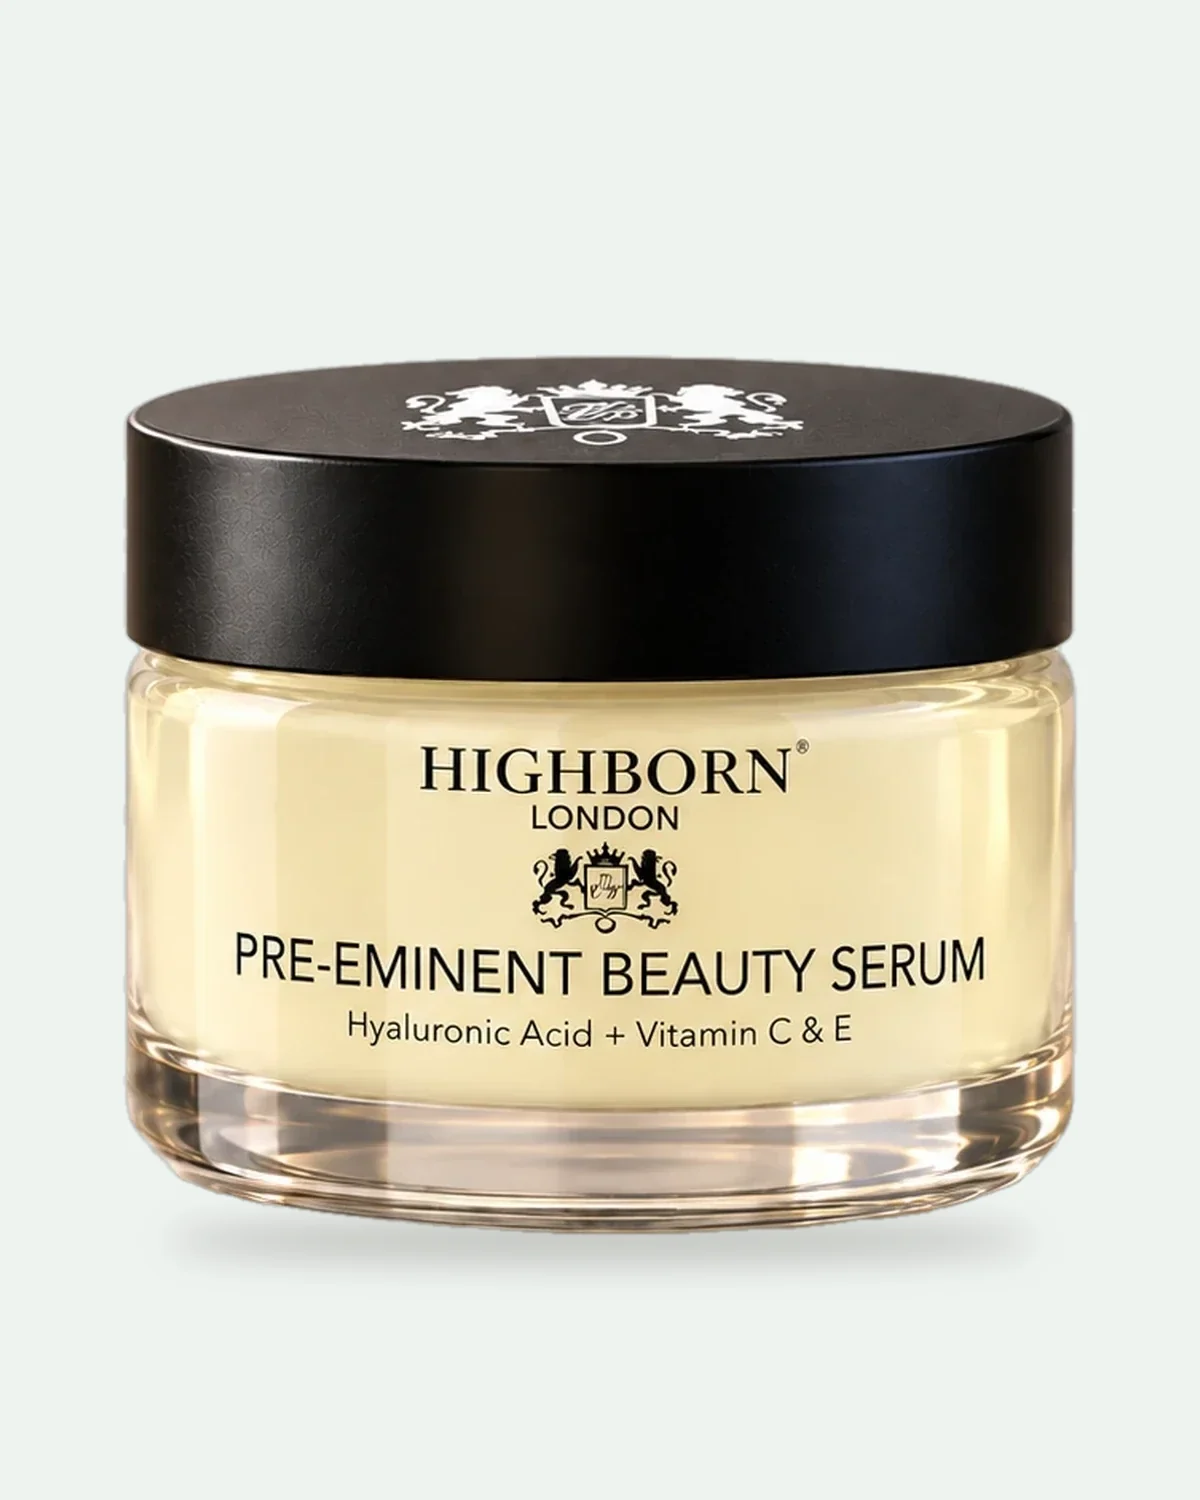 HIGHBORN®
LONDON
PRE-EMINENT BEAUTY SERUM
Hyaluronic Acid + Vitamin C & E